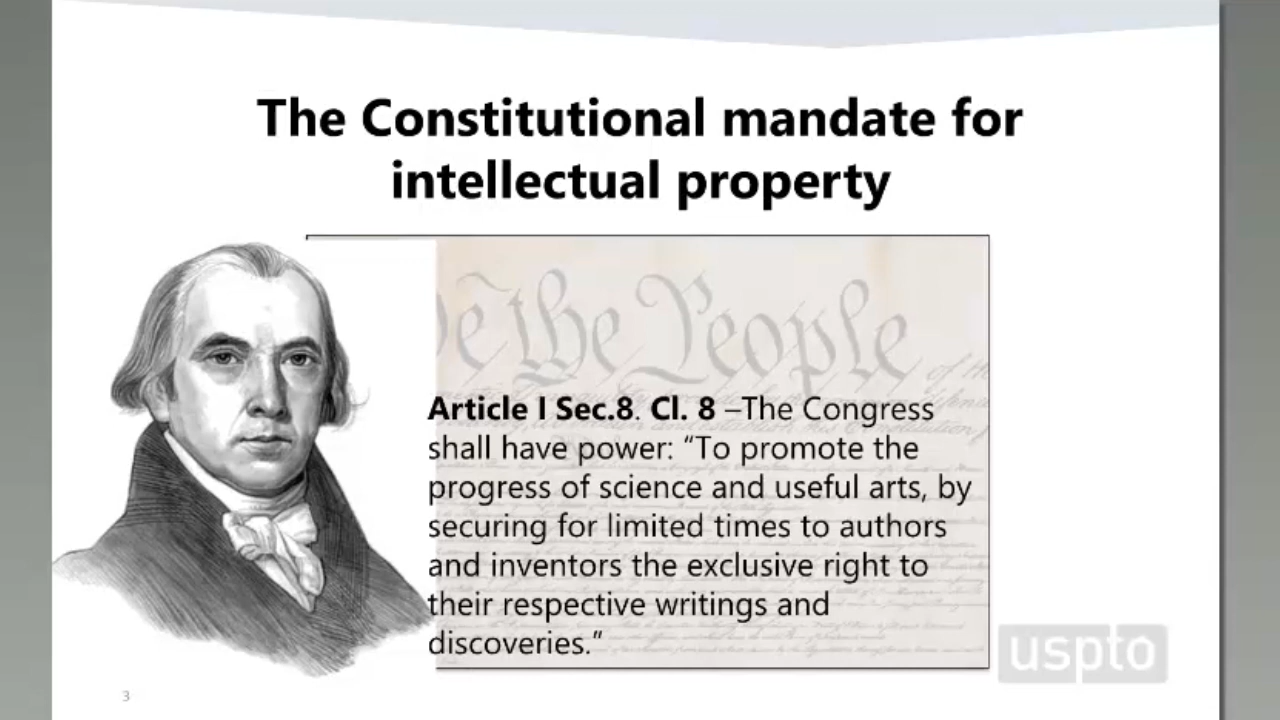 The Constitutional mandate for
intellectual property
We the People
Article I Sec.8. Cl. 8 –The Congress
shall have power: “To promote the
progress of science and useful arts, by
securing for limited times to authors
and inventors the exclusive right to
their respective writings and
discoveries.”
uspto
3